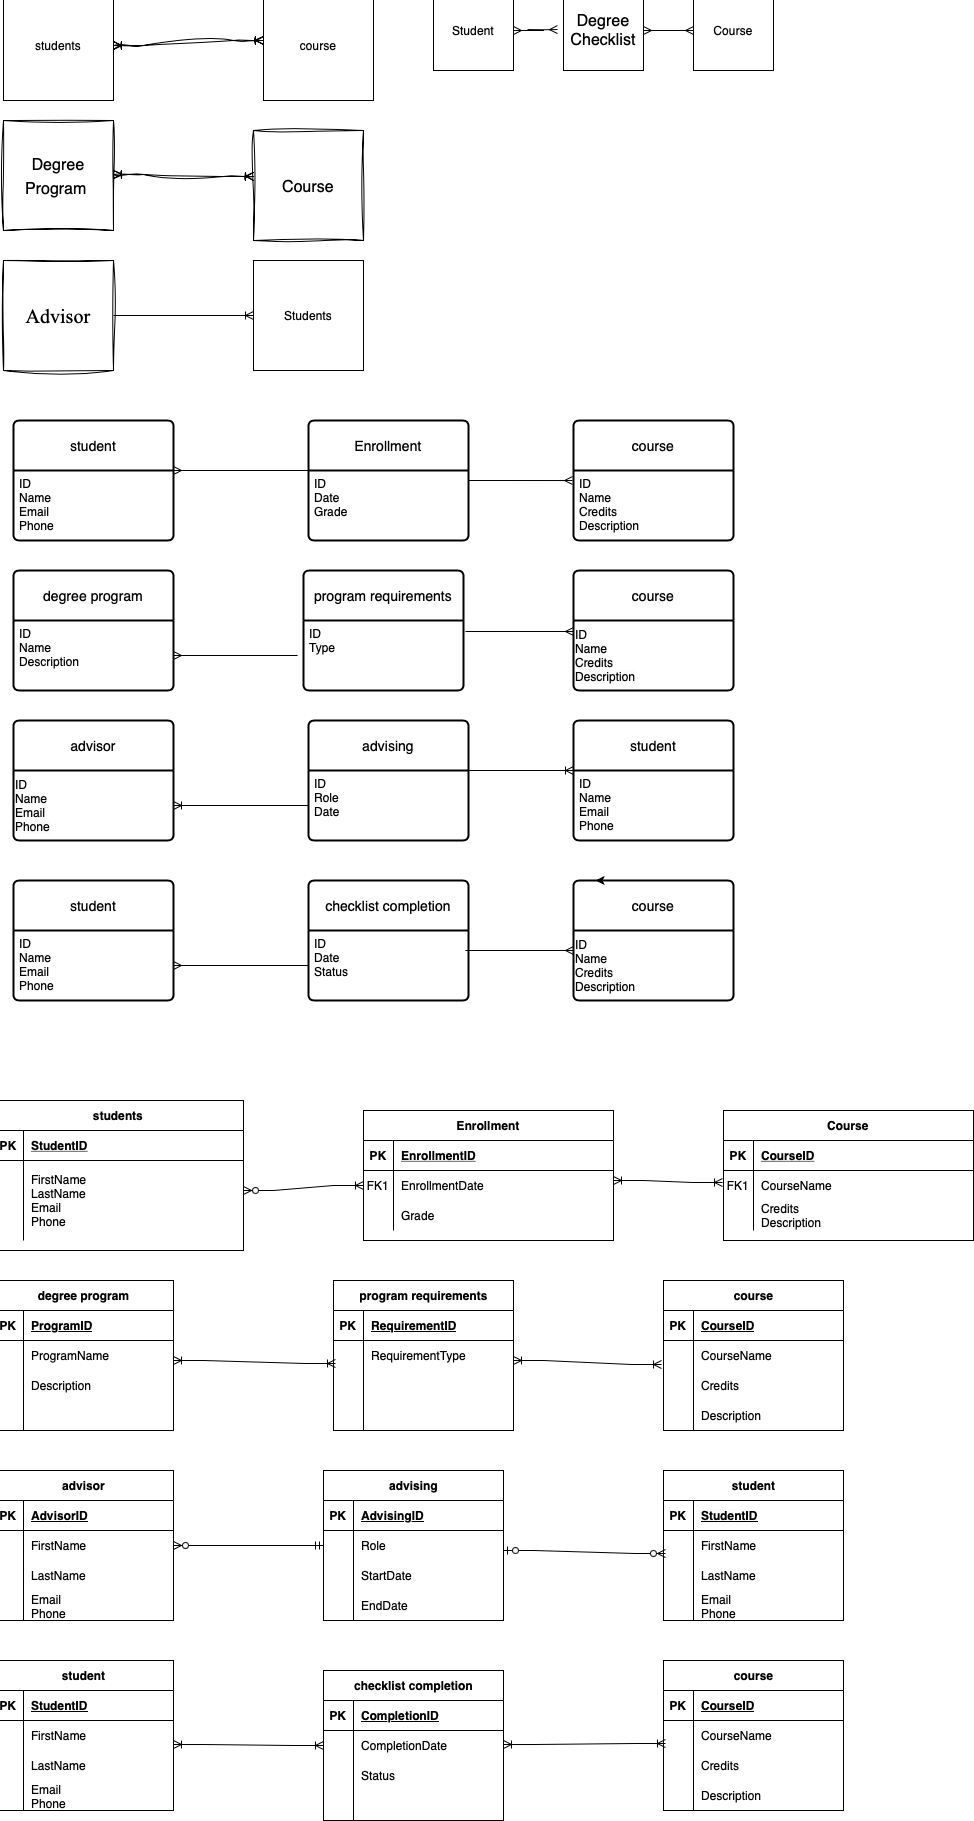 students
course
Student
Degree
Checklist
Course
Degree
Program
Course
Advisor
Students
student
ID
Name
Email
Phone
Enrollment
ID
Date
Grade
course
ID
Name
Credits
Description
degree program
ID
Name
Description
program requirements
ID
Type
course
ID
Name
Credits
Description
advisor
ID
Name
Email
Phone
advising
ID
Role
Date
student
ID
Name
Email
Phone
student
ID
Name
Email
Phone
checklist completion
ID
Date
Status
course
ID
Name
Credits
Description
students
PK StudentID
FirstName
LastName
Email
Phone
Enrollment
PK EnrollmentID
FK1 EnrollmentDate
Grade
Course
PK CourseID
FK1 CourseName
Credits
Description
degree program
PK ProgramID
ProgramName
Description
program requirements
PK RequirementID
RequirementType
course
PK CourseID
CourseName
Credits
Description
advisor
PK AdvisorID
FirstName
LastName
Email
Phone
advising
PK AdvisingID
Role
StartDate
EndDate
student
PK StudentID
FirstName
LastName
Email
Phone
student
PK StudentID
FirstName
LastName
Email
Phone
checklist completion
PK CompletionID
CompletionDate
Status
course
PK CourseID
CourseName
Credits
Description